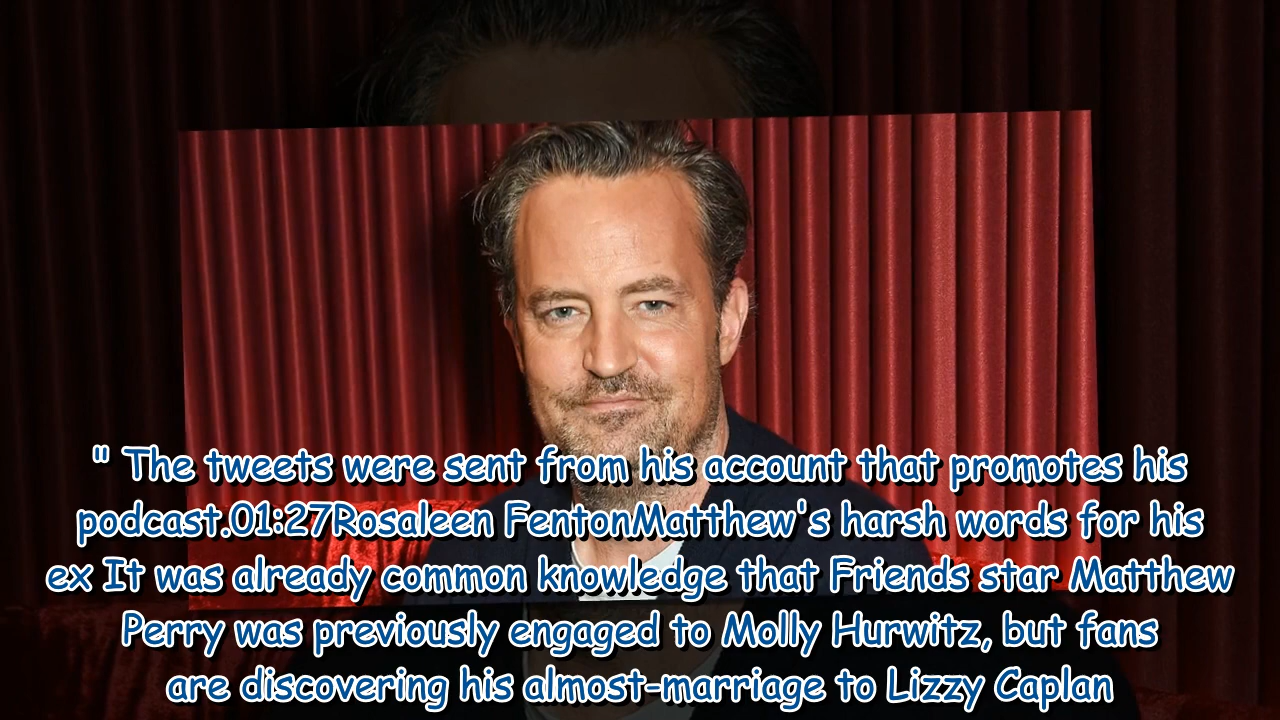 " The tweets were sent from his account that promotes his
podcast.01:27Rosaleen FentonMatthew's harsh words for his
ex It was already common knowledge that Friends star Matthew
Perry was previously engaged to Molly Hurwitz, but fans
are discovering his almost-marriage to Lizzy Caplan